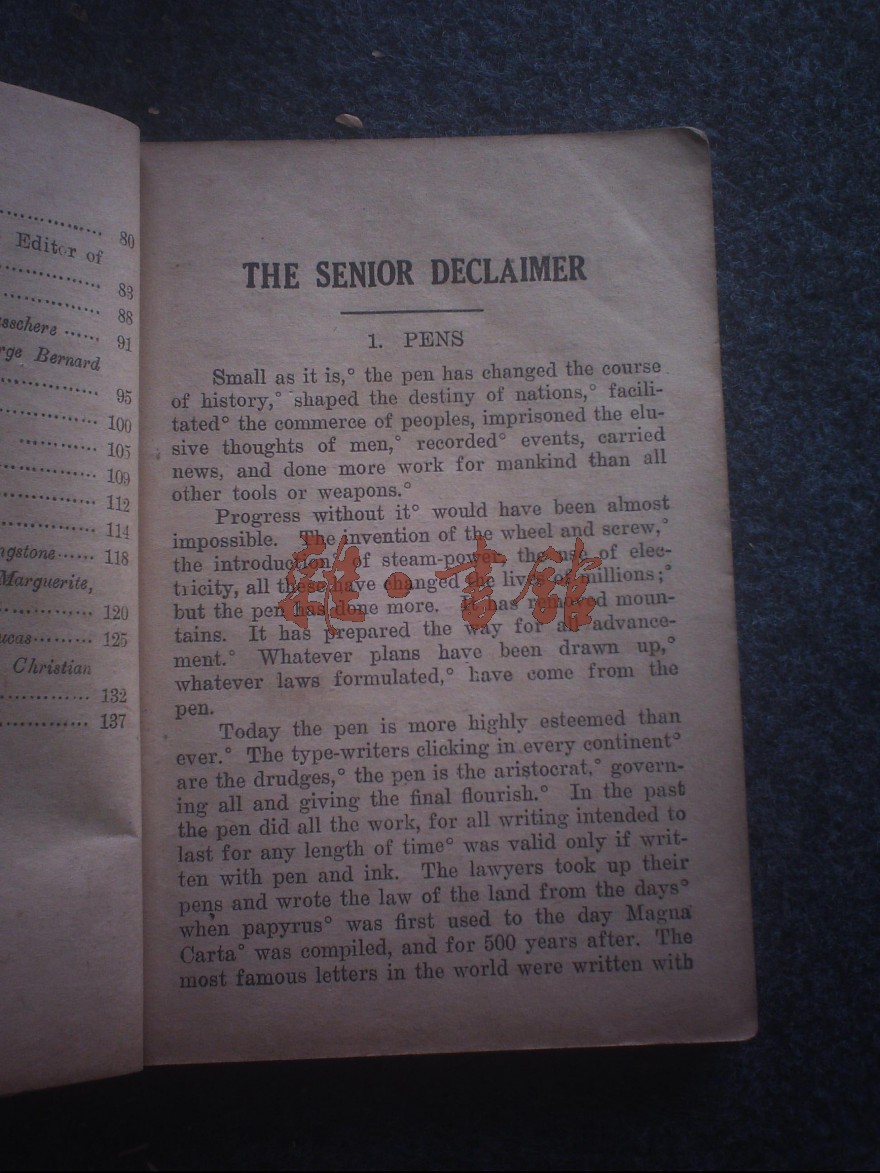 80
Editor of
83
88
sschere ...... 91
rge Bernard
95
100
105
109
112
114
ngstone...... 118
Marguerite,
120
ucas......... 125
Christian
132
137
THE SENIOR DECLAIMER
1. PENS
Small as it is,° the pen has changed the course
of history,° shaped the destiny of nations,° facili-
tated° the commerce of peoples, imprisoned the elu-
sive thoughts of men,° recorded° events, carried
news, and done more work for mankind than all
other tools or weapons.°
Progress without it° would have been almost
impossible. The invention of the wheel and screw,°
the introduction° of steam-power, the use of elec-
tricity, all these have changed the lives of millions;°
but the pen has done more. It has removed moun-
tains. It has prepared the way for all advance-
ment.° Whatever plans have been drawn up,°
whatever laws formulated,° have come from the
pen.
Today the pen is more highly esteemed than
ever.° The type-writers clicking in every continent°
are the drudges,° the pen is the aristocrat,° govern-
ing all and giving the final flourish.° In the past
the pen did all the work, for all writing intended to
last for any length of time° was valid only if writ-
ten with pen and ink. The lawyers took up their
pens and wrote the law of the land from the days°
when papyrus° was first used to the day Magna
Carta° was compiled, and for 500 years after. The
most famous letters in the world were written with
雜·書館